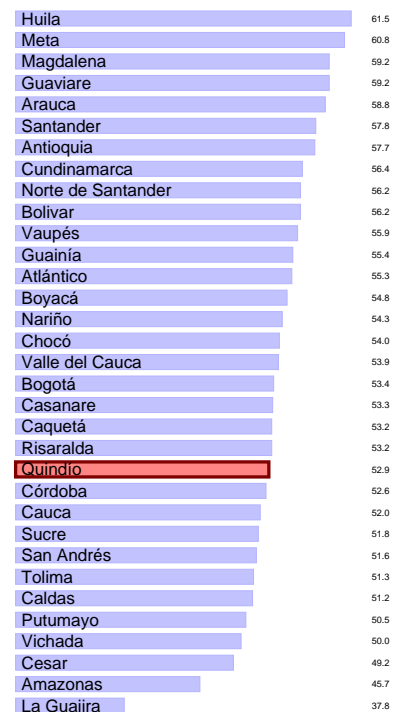 Huila 61.5
Meta 60.8
Magdalena 59.2
Guaviare 59.2
Arauca 58.8
Santander 57.8
Antioquia 57.7
Cundinamarca 56.4
Norte de Santander 56.2
Bolivar 56.2
Vaupés 55.9
Guainía 55.4
Atlántico 55.3
Boyacá 54.8
Nariño 54.3
Chocó 54.0
Valle del Cauca 53.9
Bogotá 53.4
Casanare 53.3
Caquetá 53.2
Risaralda 53.2
Quindío 52.9
Córdoba 52.6
Cauca 52.0
Sucre 51.8
San Andrés 51.6
Tolima 51.3
Caldas 51.2
Putumayo 50.5
Vichada 50.0
Cesar 49.2
Amazonas 45.7
La Guajira 37.8